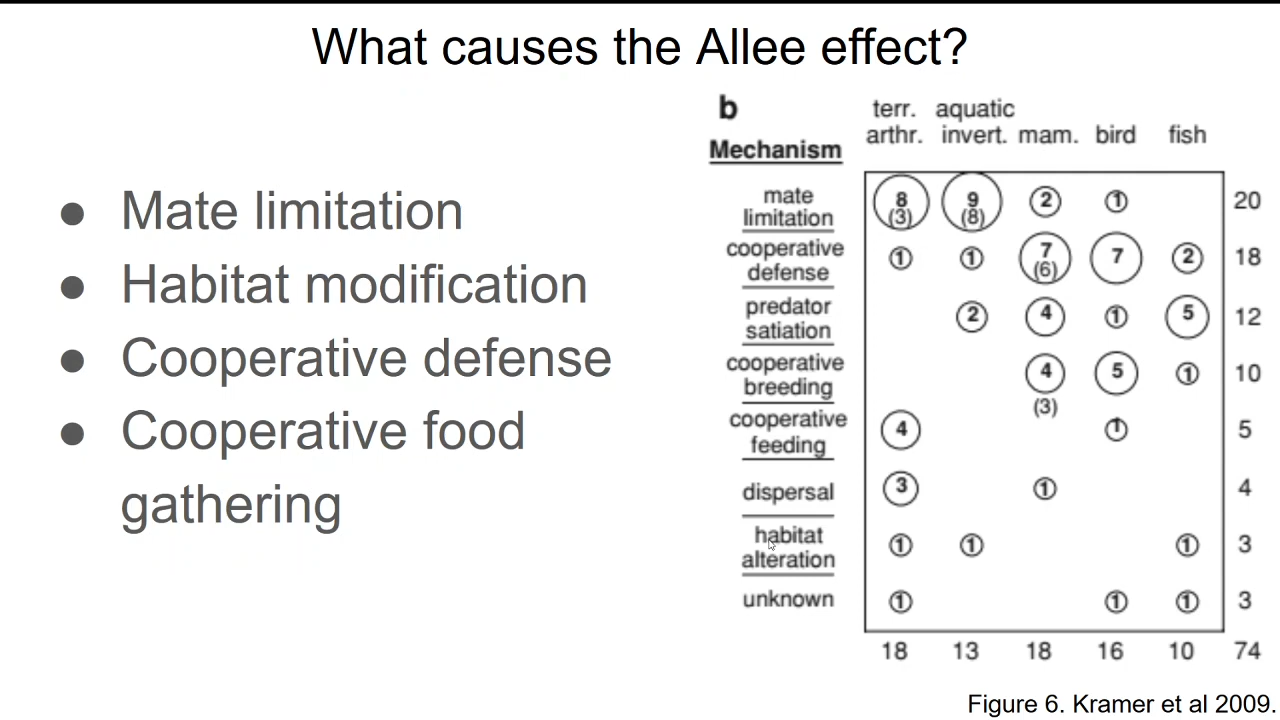 What causes the Allee effect?
● Mate limitation
● Habitat modification
● Cooperative defense
● Cooperative food
gathering
b
terr. aquatic
arthr. invert. mam. bird fish
Mechanism
mate
limitation 8 (3) 9 (8) 2 1 20
cooperative
defense 1 1 7 (6) 7 2 18
predator
satiation 2 4 1 5 12
cooperative
breeding 4 (3) 5 1 10
cooperative
feeding 4 1 5
dispersal 3 1 4
habitat
alteration 1 1 1 3
unknown 1 1 1 3
18 13 18 16 10 74
Figure 6. Kramer et al 2009.